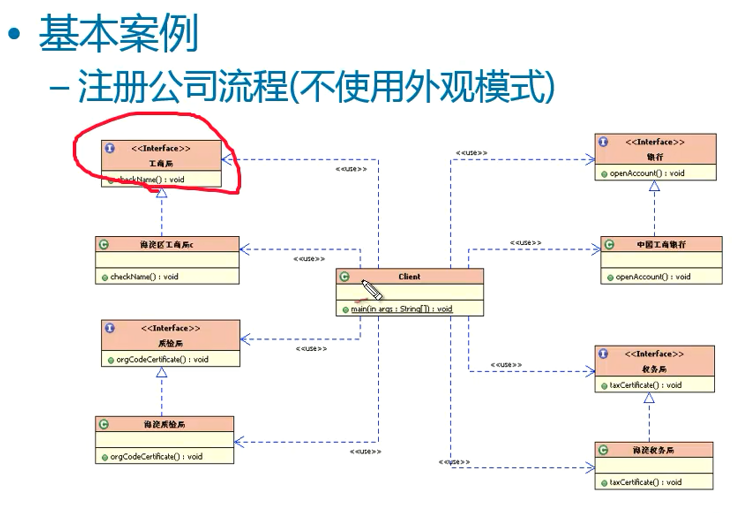 • 基本案例
– 注册公司流程(不使用外观模式)
<<Interface>>
工商局
checkName() : void
<<use>>
<<use>>
<<Interface>>
银行
openAccount() : void
海淀区工商局c
checkName() : void
<<use>>
<<use>>
中国工商银行
openAccount() : void
Client
main(in args : String[]) : void
<<Interface>>
质检局
orgCodeCertificate() : void
<<use>>
<<use>>
<<Interface>>
税务局
taxCertificate() : void
海淀质检局
orgCodeCertificate() : void
<<use>>
<<use>>
海淀税务局
taxCertificate() : void